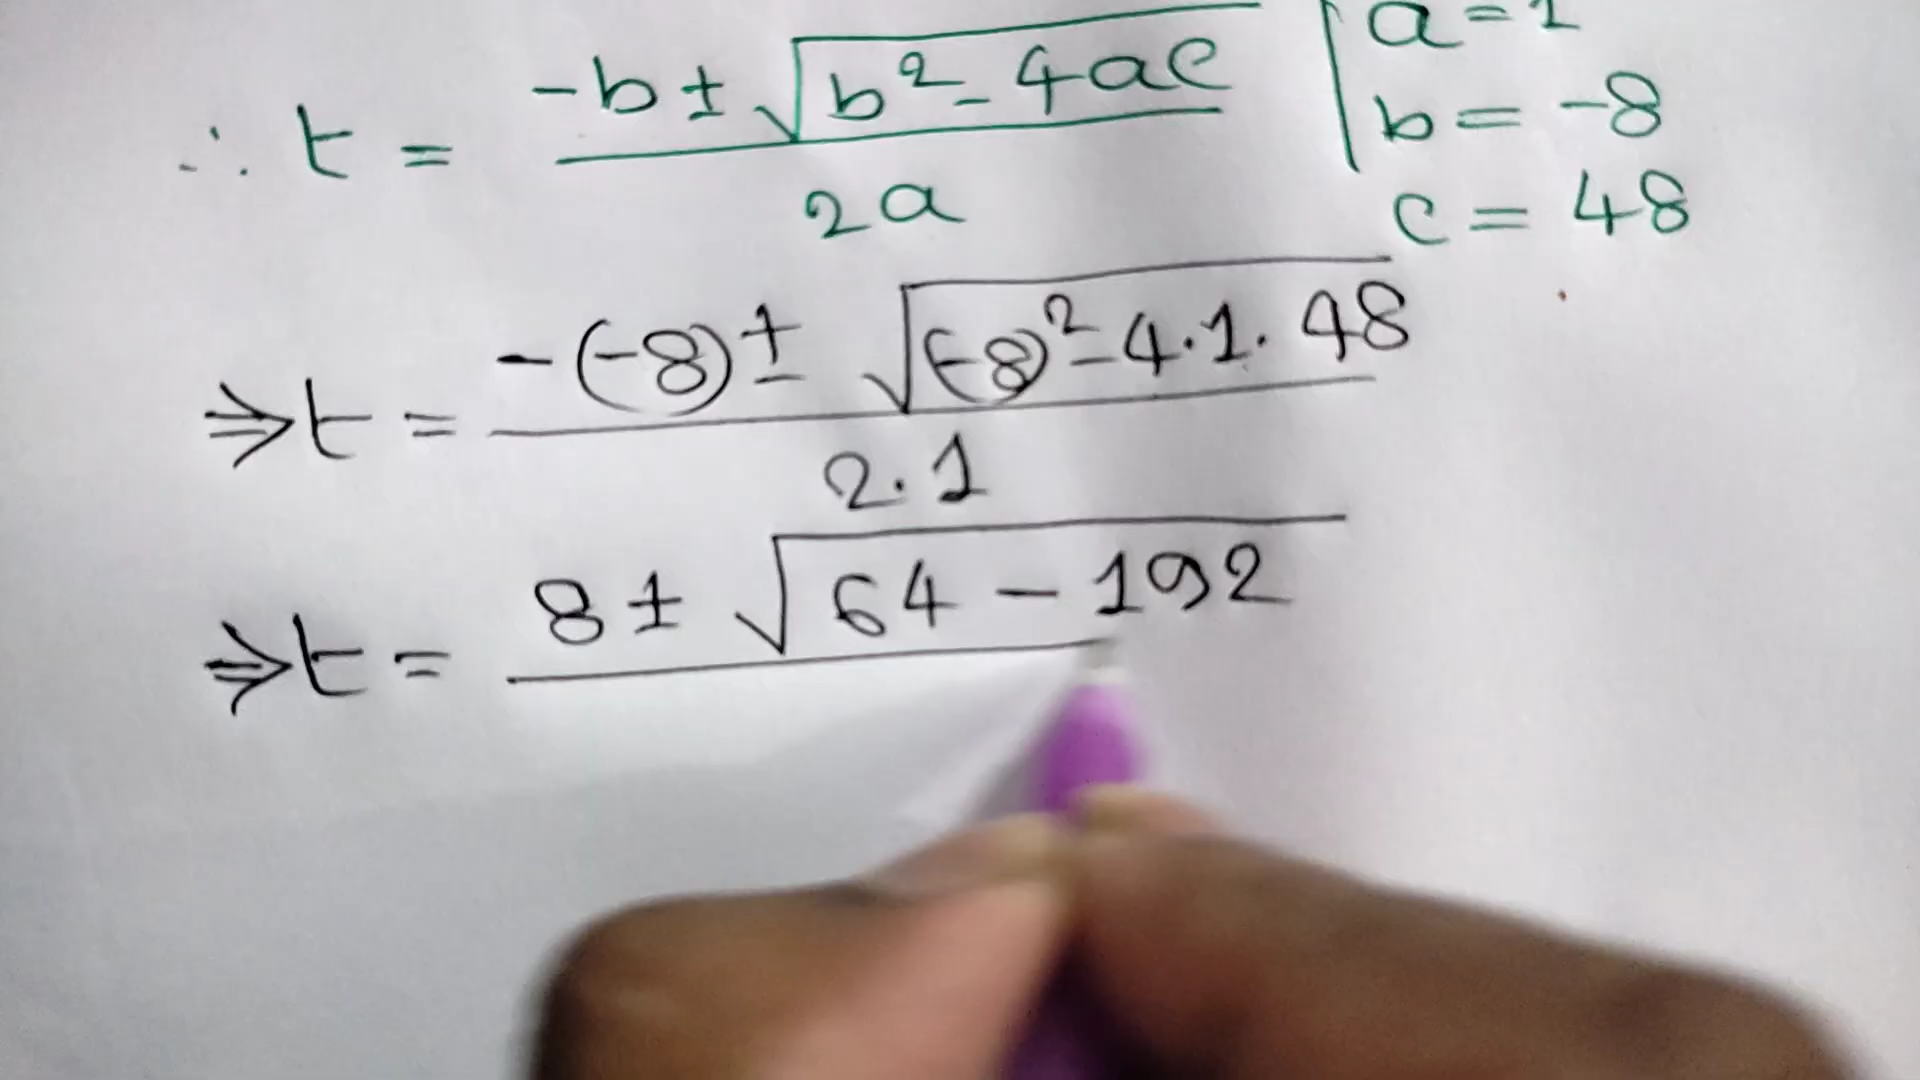 a = 1
∴ t = (-b ± √(b² - 4ac)) / 2a
b = -8
c = 48
⇒ t = (-(-8) ± √((-8)² - 4.1.48)) / 2.1
⇒ t = 8 ± √(64 - 192)